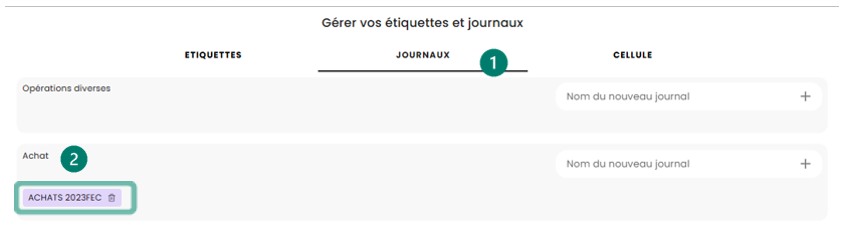 Gérer vos étiquettes et journaux
ETIQUETTES JOURNAUX 1 CELLULE
Opérations diverses
Nom du nouveau journal +
Achat 2
Nom du nouveau journal +
ACHATS 2023FEC